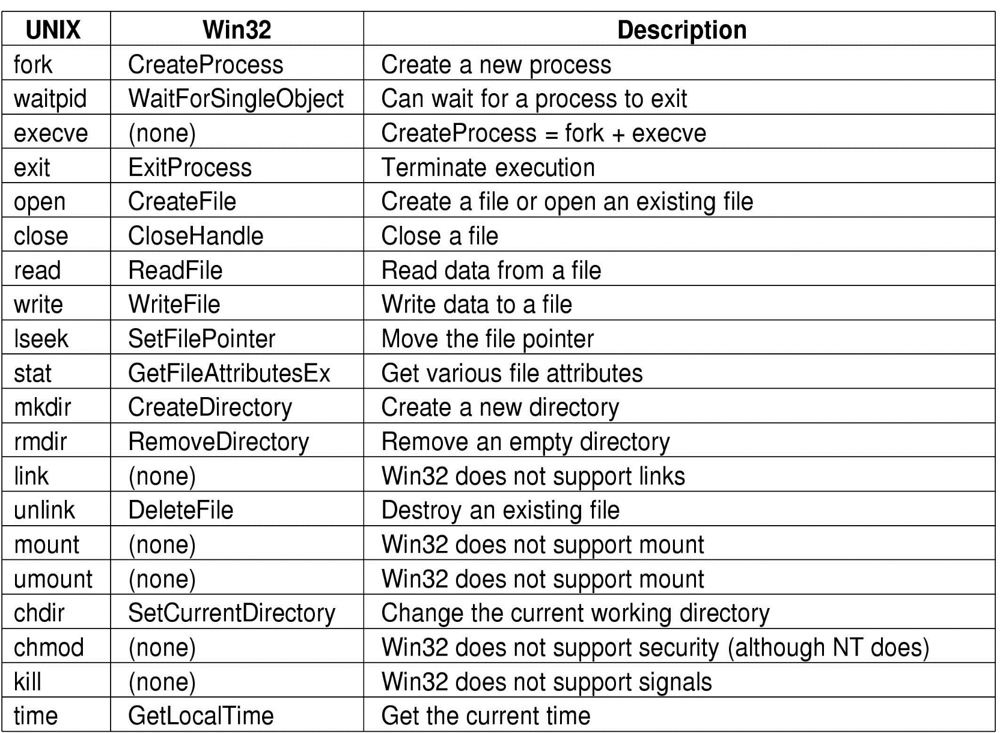 UNIX Win32 Description
fork CreateProcess Create a new process
waitpid WaitForSingleObject Can wait for a process to exit
execve (none) CreateProcess = fork + execve
exit ExitProcess Terminate execution
open CreateFile Create a file or open an existing file
close CloseHandle Close a file
read ReadFile Read data from a file
write WriteFile Write data to a file
lseek SetFilePointer Move the file pointer
stat GetFileAttributesEx Get various file attributes
mkdir CreateDirectory Create a new directory
rmdir RemoveDirectory Remove an empty directory
link (none) Win32 does not support links
unlink DeleteFile Destroy an existing file
mount (none) Win32 does not support mount
umount (none) Win32 does not support mount
chdir SetCurrentDirectory Change the current working directory
chmod (none) Win32 does not support security (although NT does)
kill (none) Win32 does not support signals
time GetLocalTime Get the current time